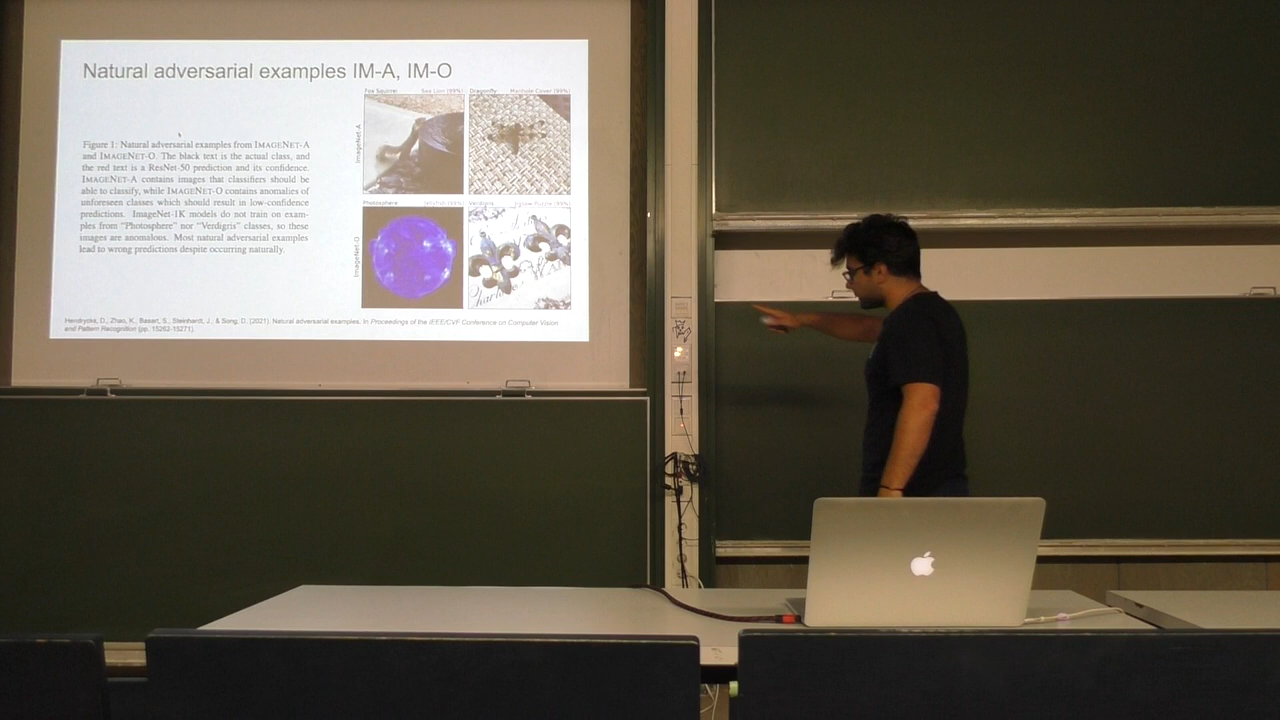 Natural adversarial examples IM-A, IM-O
Fox Squirrel Sea Lion (99%)
Dragonfly Manhole Cover (99%)
ImageNet-A
Figure 1: Natural adversarial examples from IMAGENET-A
and IMAGENET-O. The black text is the actual class, and
the red text is a ResNet-50 prediction and its confidence.
IMAGENET-A contains images that classifiers should be
able to classify, while IMAGENET-O contains anomalies of
unforeseen classes which should result in low-confidence
predictions. ImageNet-1K models do not train on exam-
ples from “Photosphere” nor “Verdigris” classes, so these
images are anomalous. Most natural adversarial examples
lead to wrong predictions despite occurring naturally.
Photosphere Jellyfish (99%)
Verdigris Jigsaw Puzzle (99%)
ImageNet-O
Hendrycks, D., Zhao, K., Basart, S., Steinhardt, J., & Song, D. (2021). Natural adversarial examples. In Proceedings of the IEEE/CVF Conference on Computer Vision
and Pattern Recognition (pp. 15262-15271).